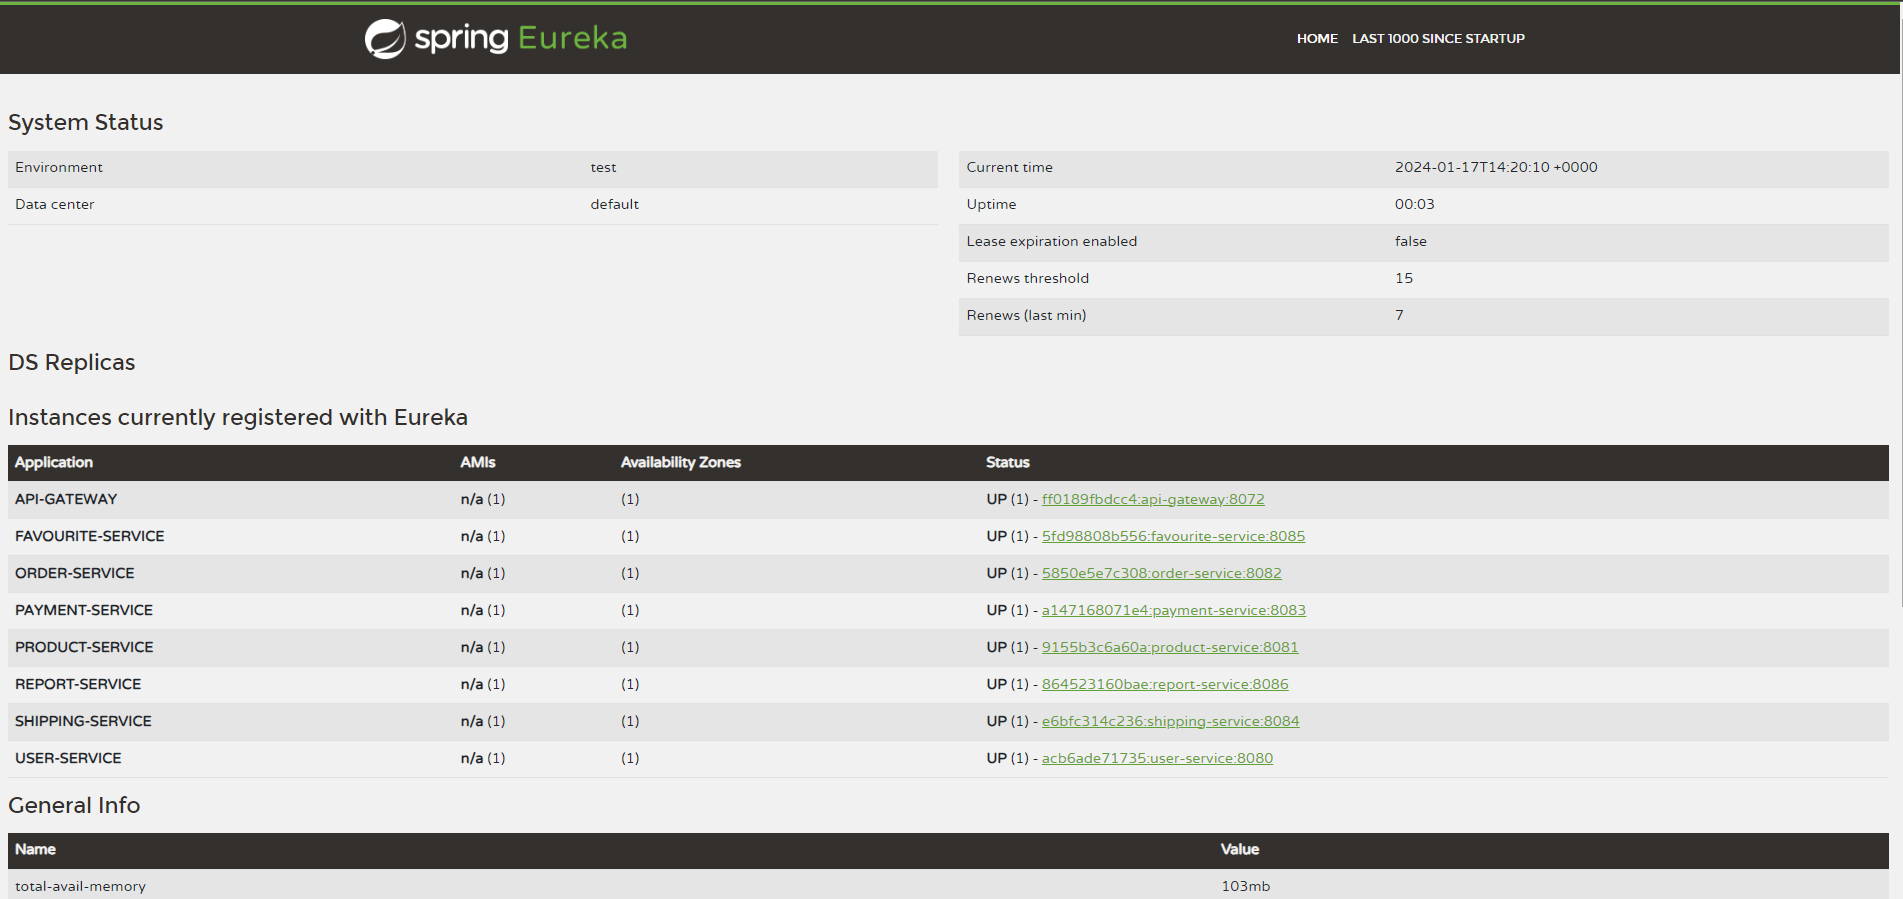 spring Eureka
HOME LAST 1000 SINCE STARTUP
System Status
Environment test
Data center default
Current time 2024-01-17T14:20:10 +0000
Uptime 00:03
Lease expiration enabled false
Renews threshold 15
Renews (last min) 7
DS Replicas
Instances currently registered with Eureka
Application AMIs Availability Zones Status
API-GATEWAY n/a (1) (1) UP (1) - ff0189fbdcc4:api-gateway:8072
FAVOURITE-SERVICE n/a (1) (1) UP (1) - 5fd98808b556:favourite-service:8085
ORDER-SERVICE n/a (1) (1) UP (1) - 5850e5e7c308:order-service:8082
PAYMENT-SERVICE n/a (1) (1) UP (1) - a147168071e4:payment-service:8083
PRODUCT-SERVICE n/a (1) (1) UP (1) - 9155b3c6a60a:product-service:8081
REPORT-SERVICE n/a (1) (1) UP (1) - 864523160bae:report-service:8086
SHIPPING-SERVICE n/a (1) (1) UP (1) - e6bfc314c236:shipping-service:8084
USER-SERVICE n/a (1) (1) UP (1) - acb6ade71735:user-service:8080
General Info
Name Value
total-avail-memory 103mb